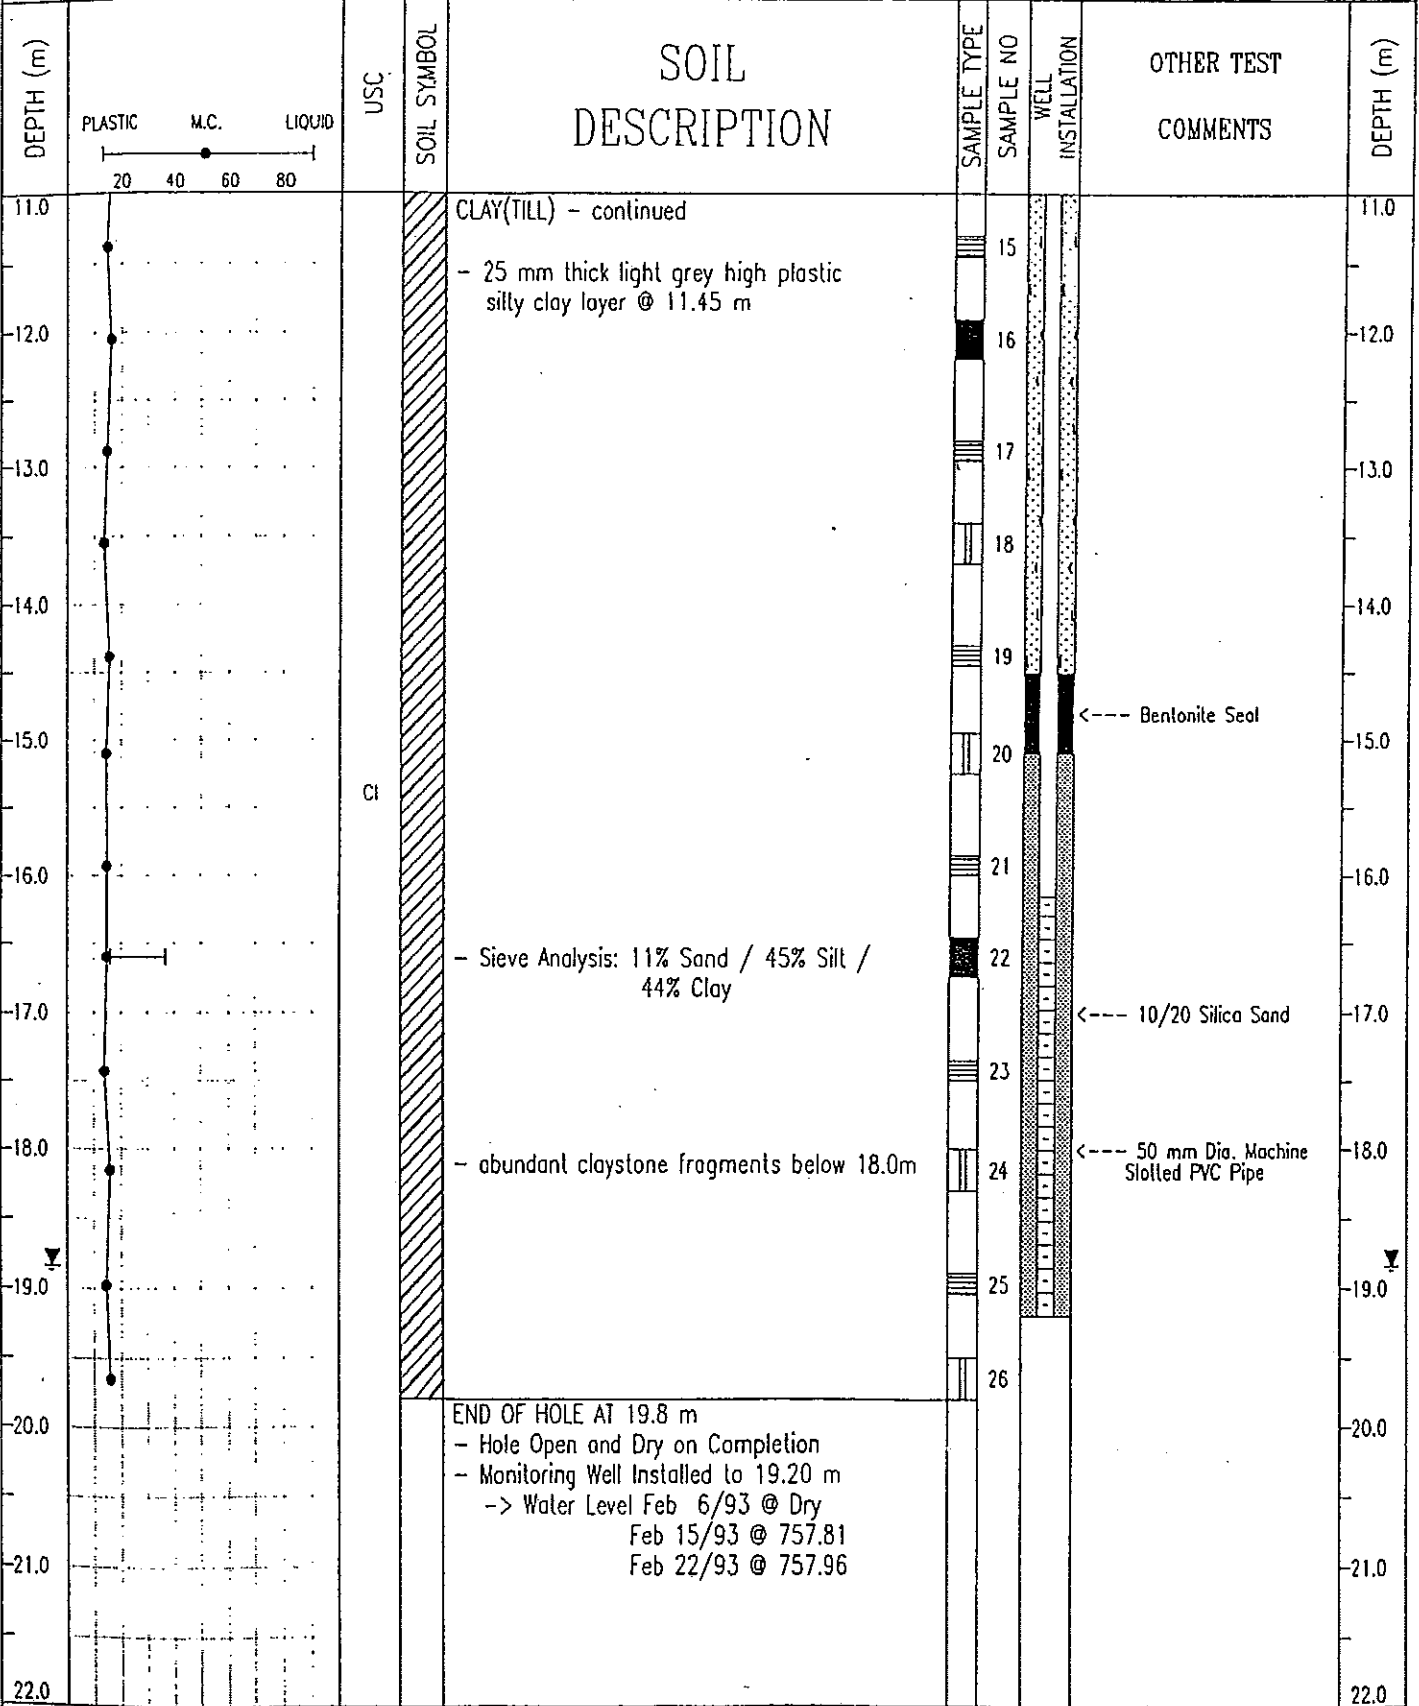 DEPTH (m)
PLASTIC M.C. LIQUID
20 40 60 80
USC
SOIL SYMBOL
SOIL
DESCRIPTION
SAMPLE TYPE
SAMPLE NO
WELL
INSTALLATION
OTHER TEST
COMMENTS
DEPTH (m)
11.0 CLAY(TILL) - continued 11.0
15
- 25 mm thick light grey high plastic
silty clay layer @ 11.45 m
-12.0 16 -12.0
17
-13.0 -13.0
18
-14.0 -14.0
19
<--- Bentonite Seal
-15.0 20 -15.0
CI
21
-16.0 -16.0
- Sieve Analysis: 11% Sand / 45% Silt / 22
44% Clay
-17.0 <--- 10/20 Silica Sand -17.0
23
-18.0 <--- 50 mm Dia. Machine -18.0
- abundant claystone fragments below 18.0m 24 Slotted PVC Pipe
-19.0 25 -19.0
26
END OF HOLE AT 19.8 m
-20.0 -20.0
- Hole Open and Dry on Completion
- Monitoring Well Installed to 19.20 m
-> Water Level Feb 6/93 @ Dry
Feb 15/93 @ 757.81
-21.0 Feb 22/93 @ 757.96 -21.0
22.0 22.0